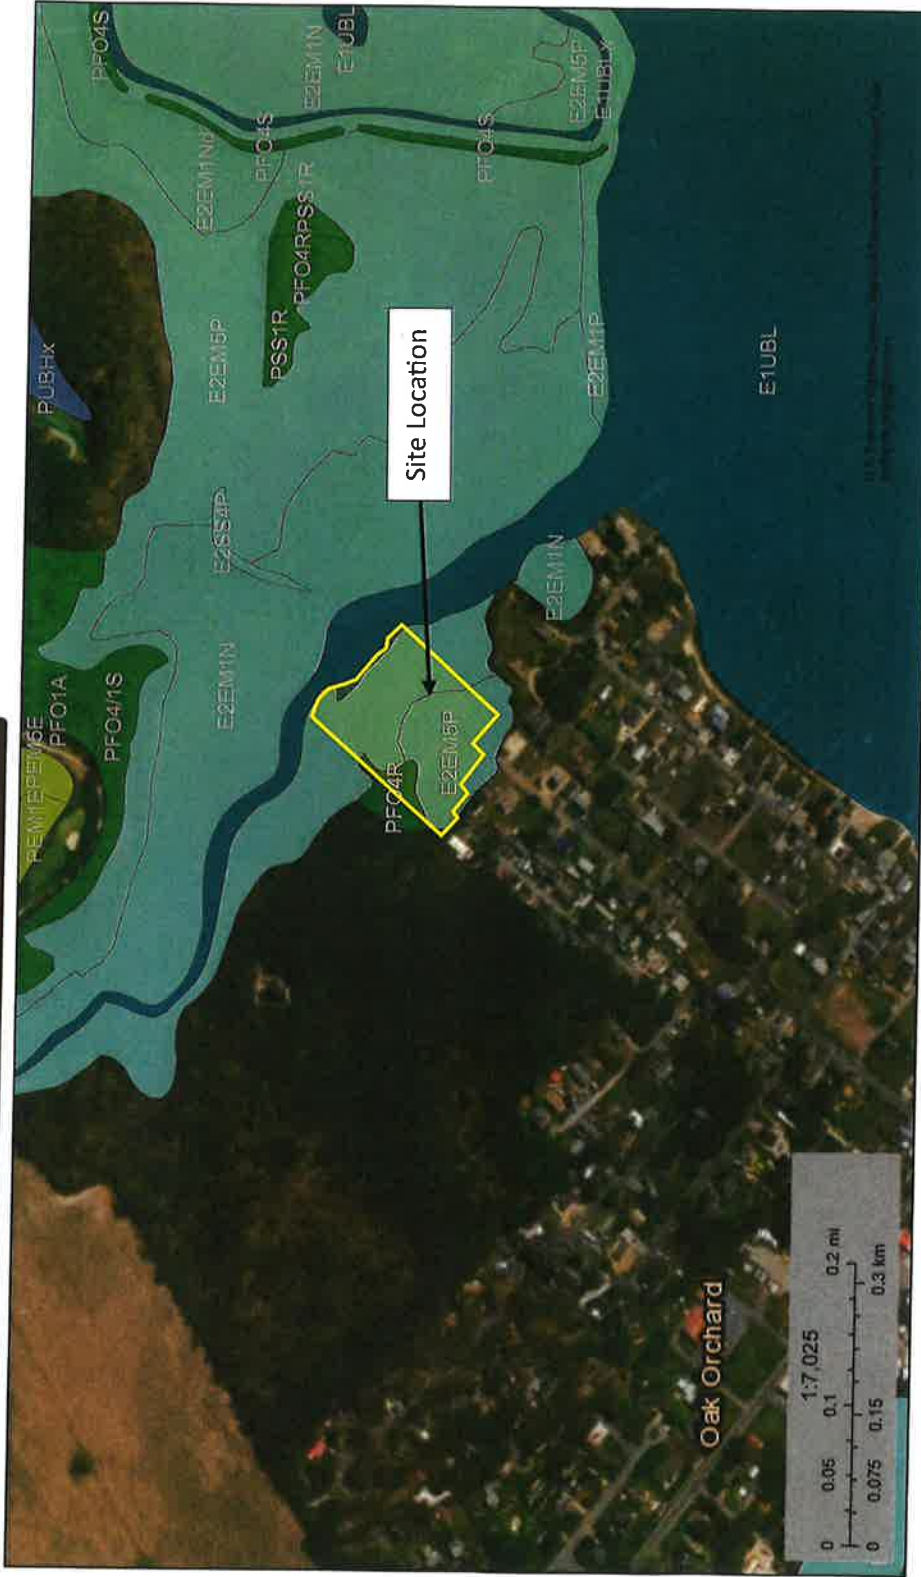 PEM1EPEM5E
PUBHx
PFO1A
PFO4S
PFO4/1S
E2EM1Nd
E2EM1N
E2SS4P
E2EM5P
PFO4S
PSS1R
PFO4RPSS1R
E2EM1N
E1UBL
PFO4R
Site Location
E2EM5P
PFO4S
E2EM1N
E2EM5P
E2EM1P
E1UBLx
Oak Orchard
E1UBL
1:7,025
0 0.05 0.1 0.2 mi
0 0.075 0.15 0.3 km